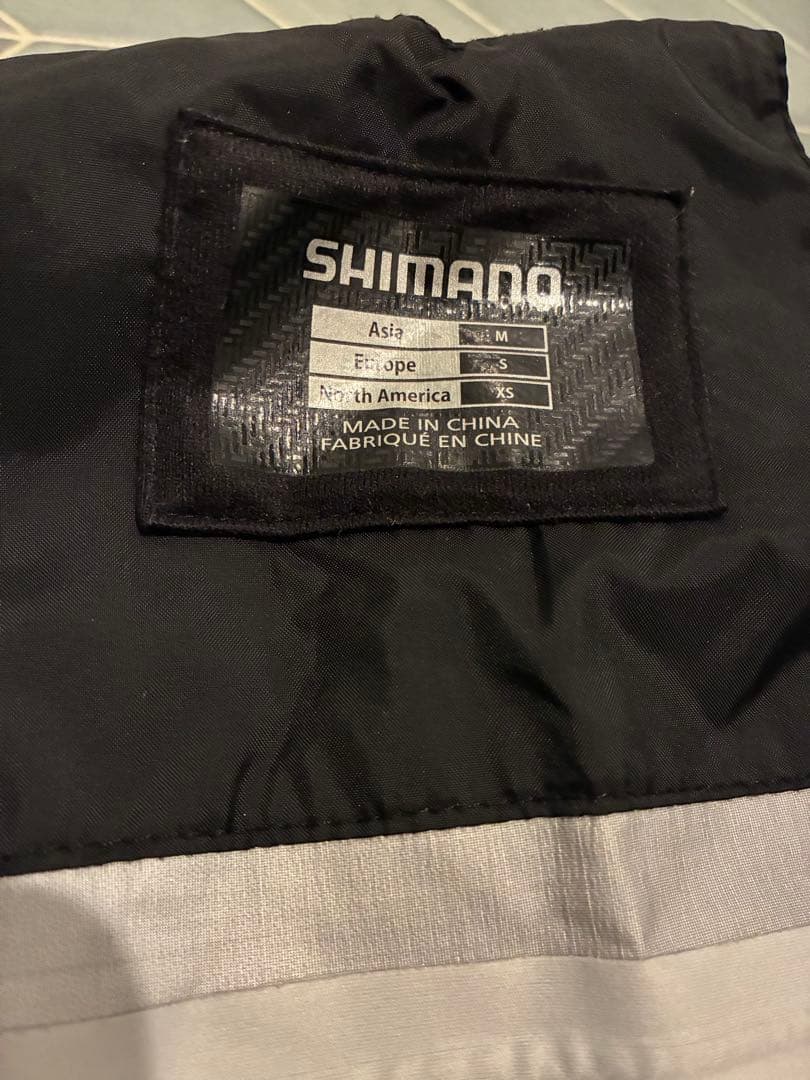 SHIMANO
Asia M
Europe S
North America XS
MADE IN CHINA
FABRIQUÉ EN CHINE